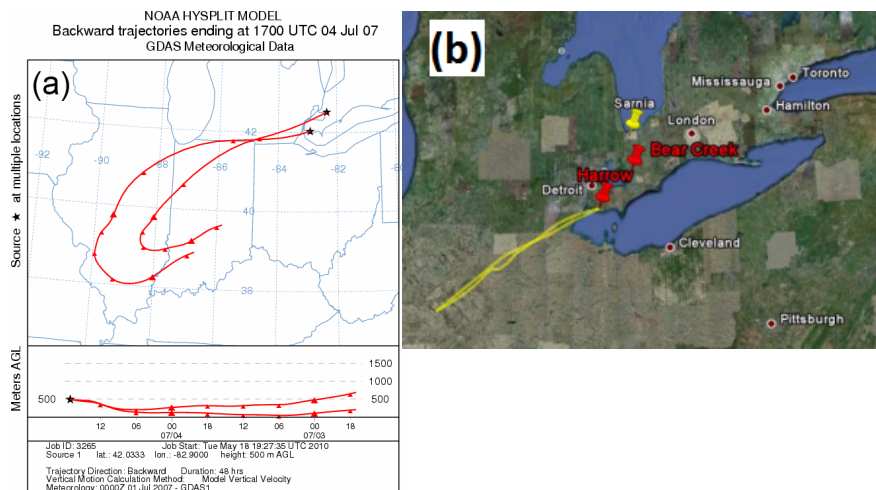 NOAA HYSPLIT MODEL
Backward trajectories ending at 1700 UTC 04 Jul 07
GDAS Meteorological Data
(a)
Source ★ at multiple locations
-92
-90
-88
-86
-84
-82
42
40
38
Meters AGL
1500
1000
500
500
12 06 00 18 12 06 00 18
07/04 07/03
Job ID: 3265 Job Start: Tue May 18 19:27:35 UTC 2010
Source 1 lat.: 42.0333 lon.: -82.9000 height: 500 m AGL
Trajectory Direction: Backward Duration: 48 hrs
Vertical Motion Calculation Method: Model Vertical Velocity
Meteorology: 0000Z 01 Jul 2007 - GDAS1
(b)
Toronto
Mississauga
Hamilton
Sarnia
London
Bear Creek
Harrow
Detroit
Cleveland
Pittsburgh